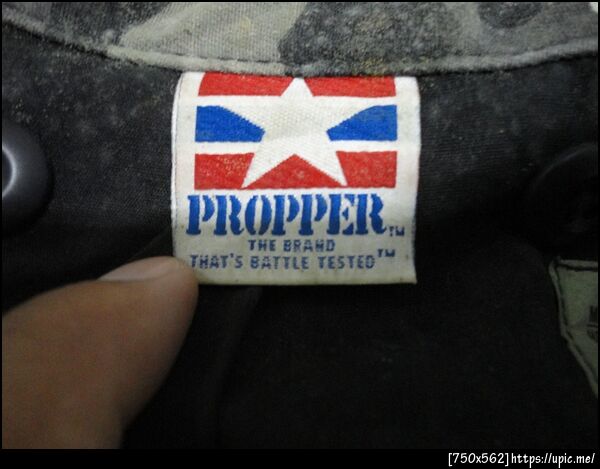 PROPPER™
THE BRAND
THAT'S BATTLE TESTED™
[750x562]https://upic.me/